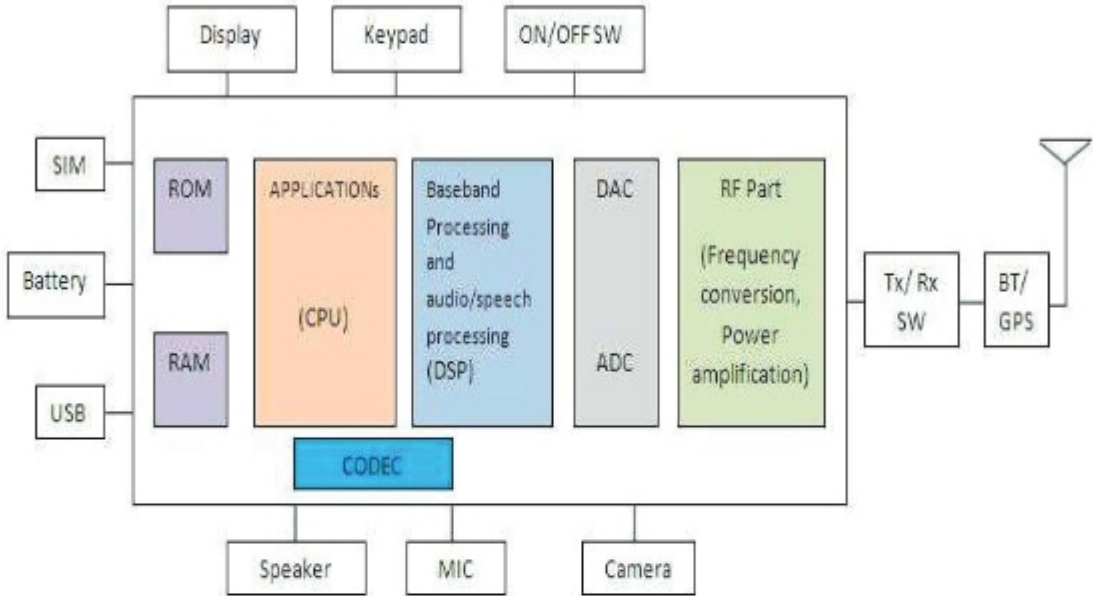 Display
Keypad
ON/OFF SW
SIM
Battery
USB
ROM
RAM
APPLICATIONs
(CPU)
Baseband
Processing
and
audio/speech
processing
(DSP)
DAC
ADC
RF Part
(Frequency
conversion,
Power
amplification)
Tx/ Rx
SW
BT/
GPS
CODEC
Speaker
MIC
Camera